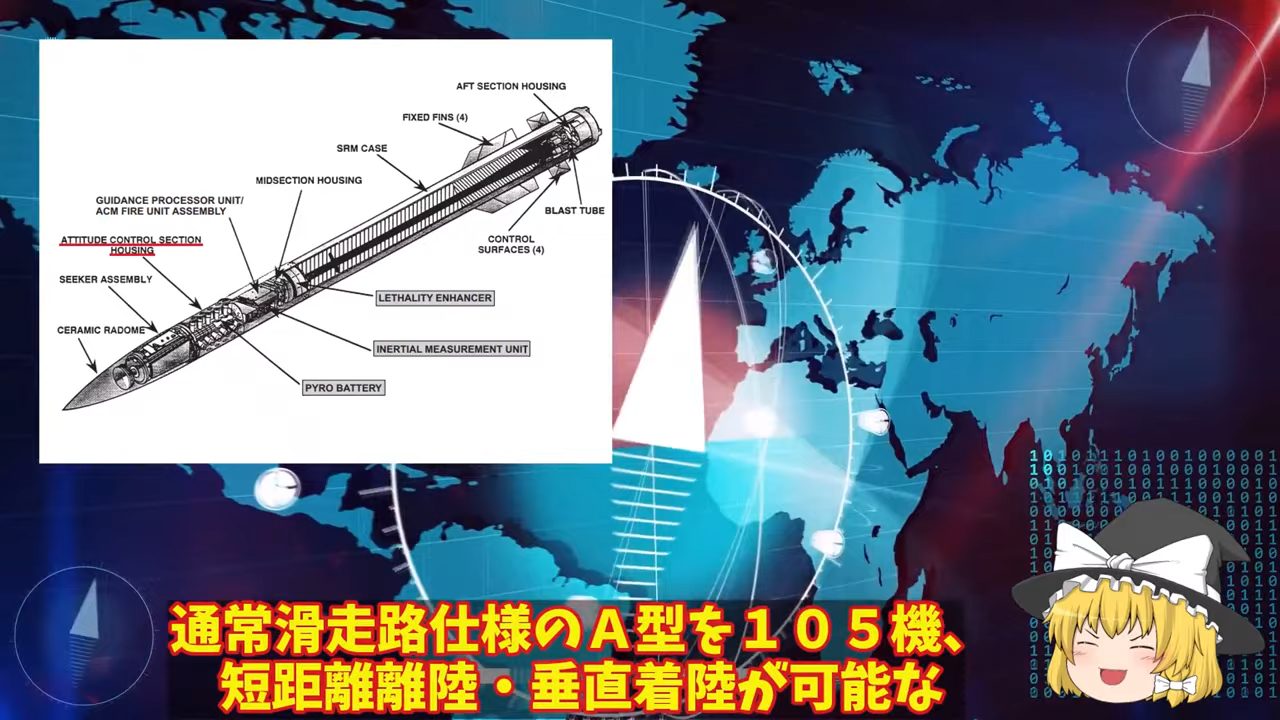 AFT SECTION HOUSING
FIXED FINS (4)
SRM CASE
MIDSECTION HOUSING
GUIDANCE PROCESSOR UNIT/
ACM FIRE UNIT ASSEMBLY
BLAST TUBE
CONTROL
SURFACES (4)
ATTITUDE CONTROL SECTION
HOUSING
SEEKER ASSEMBLY
LETHALITY ENHANCER
CERAMIC RADOME
INERTIAL MEASUREMENT UNIT
PYRO BATTERY
通常滑走路仕様のA型を105機、
短距離離陸・垂直着陸が可能な